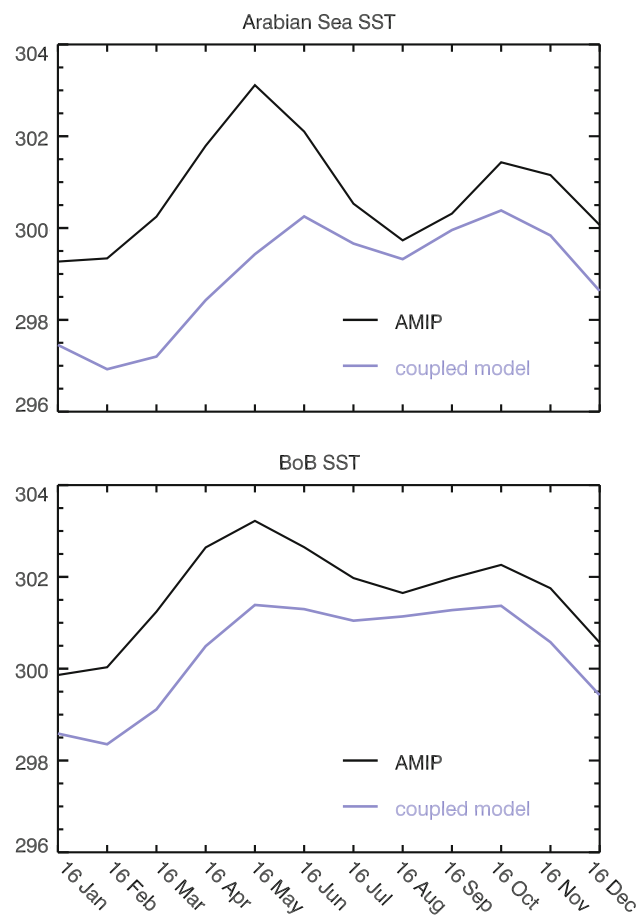 Arabian Sea SST
304
302
300
298
296
AMIP
coupled model
BoB SST
304
302
300
298
296
AMIP
coupled model
16 Jan
16 Feb
16 Mar
16 Apr
16 May
16 Jun
16 Jul
16 Aug
16 Sep
16 Oct
16 Nov
16 Dec